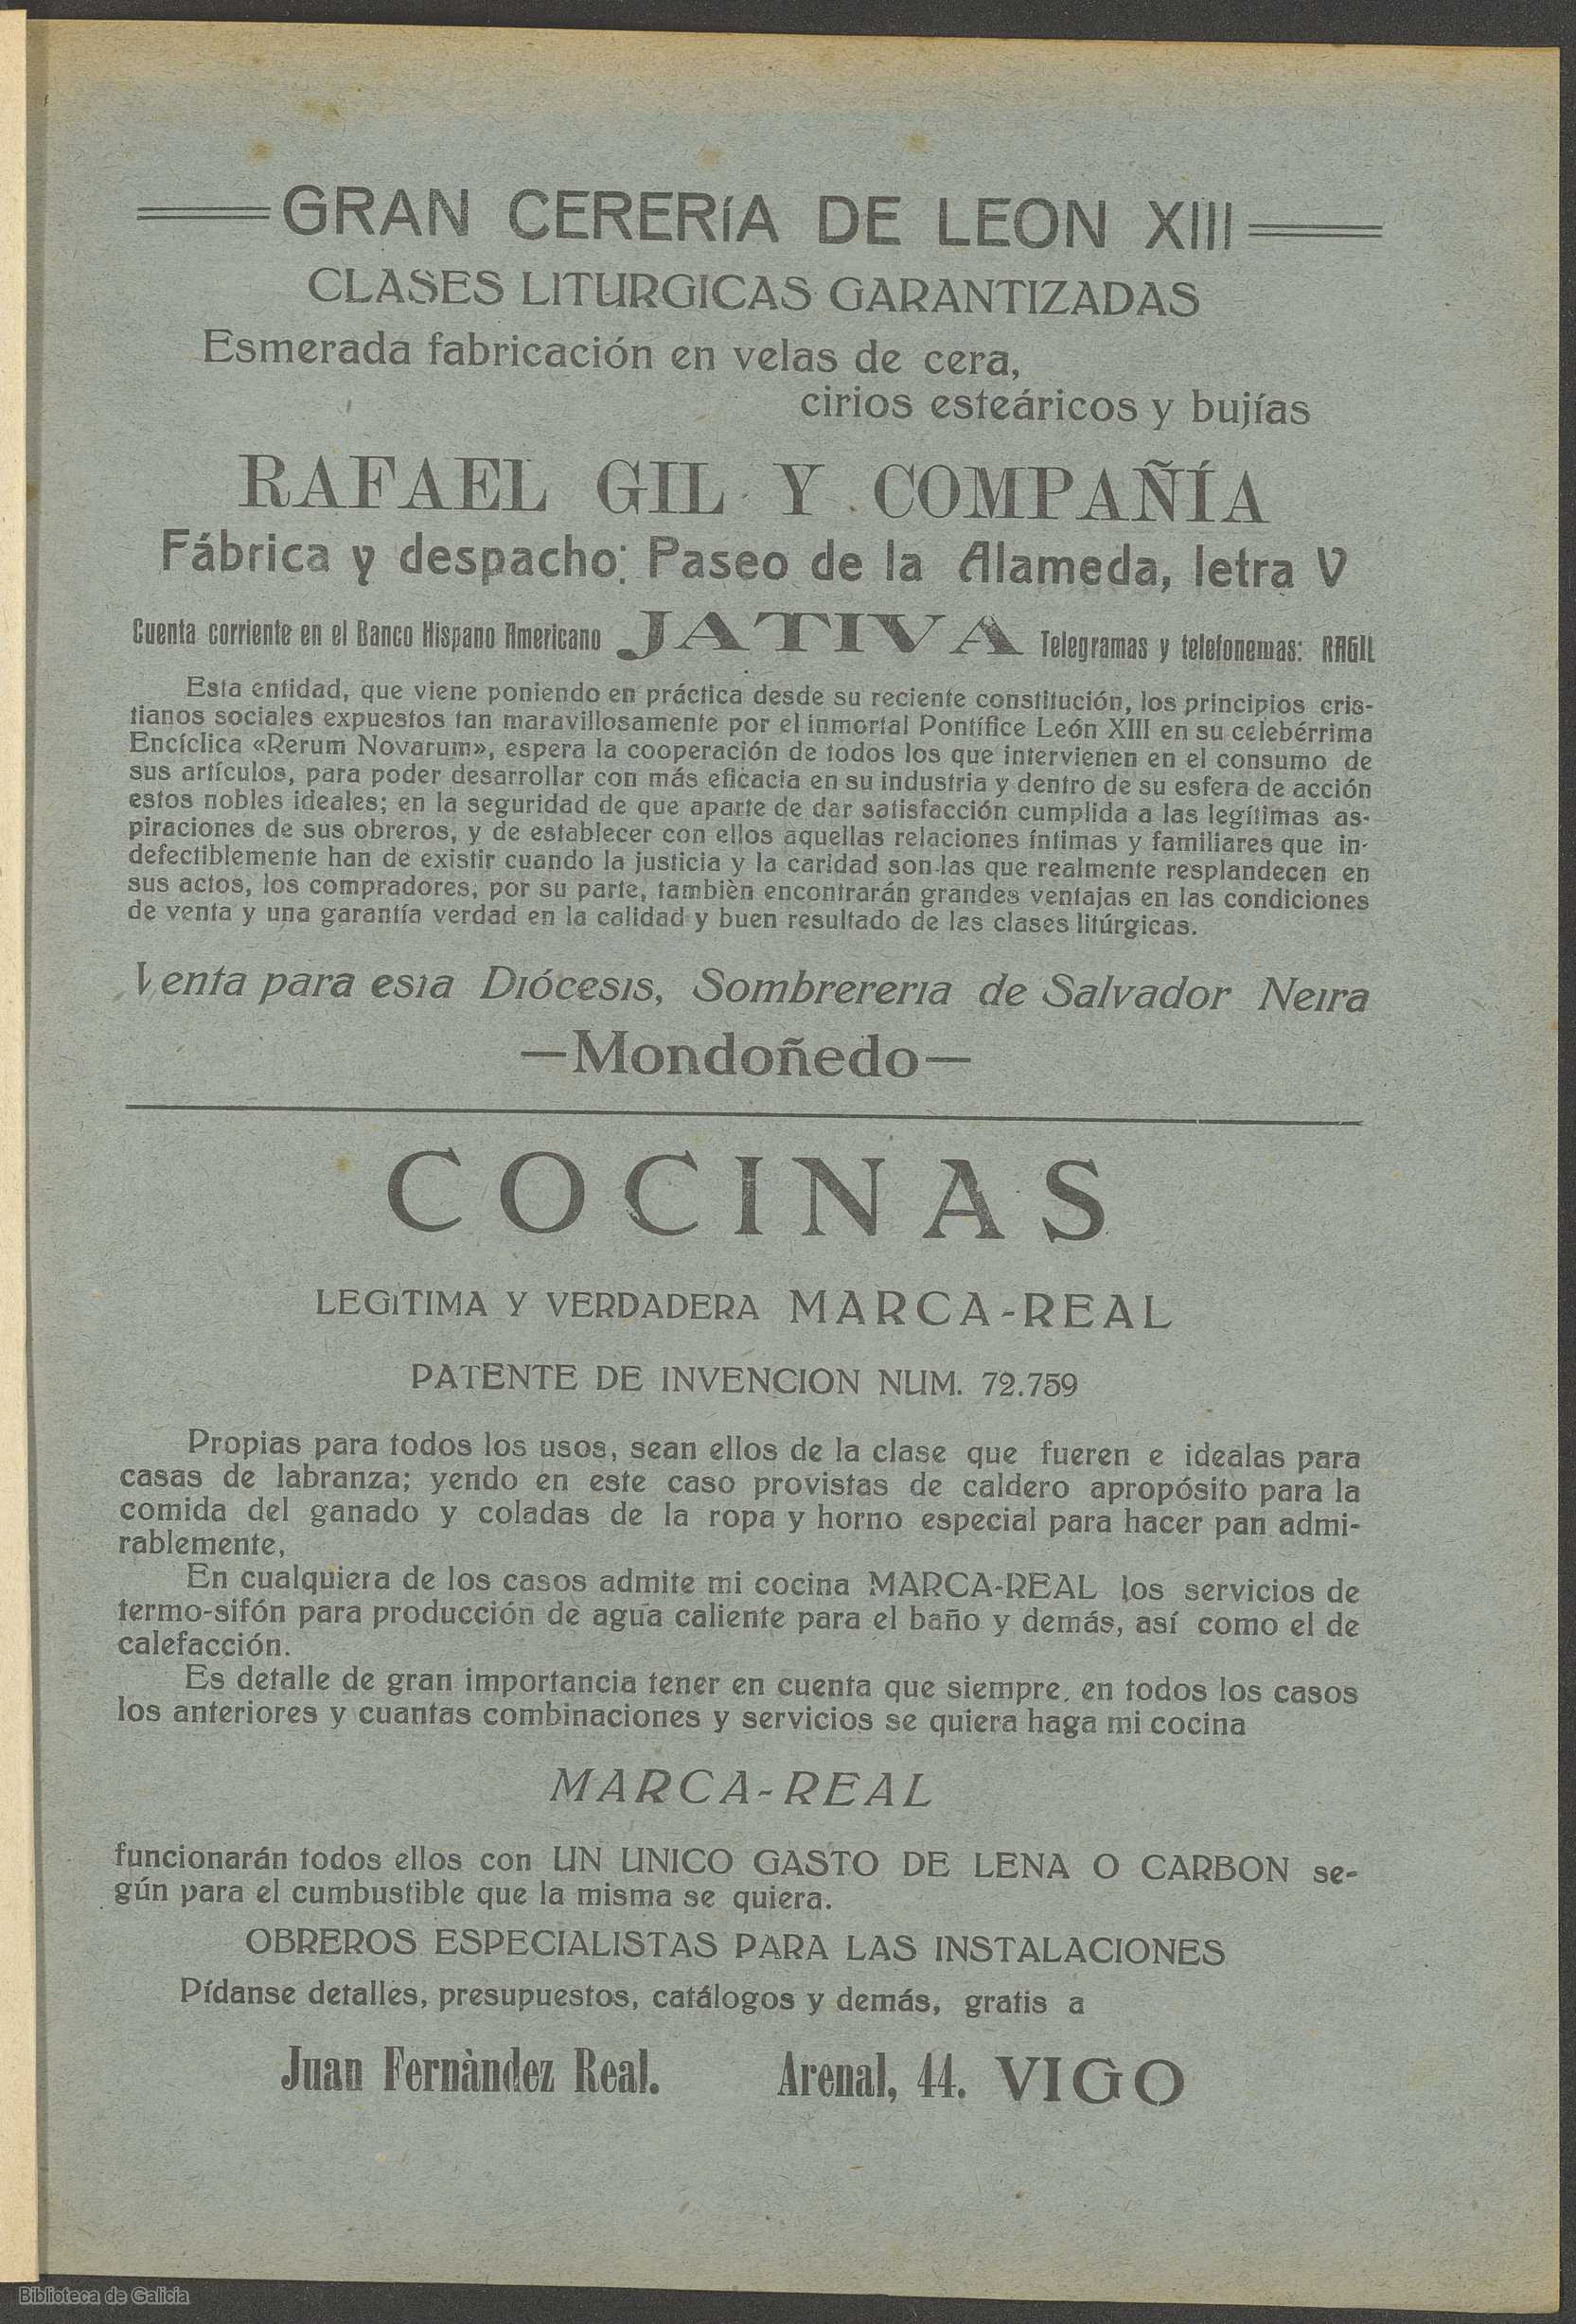 GRAN CERERíA DE LEON XIII
CLASES LITURGICAS GARANTIZADAS
Esmerada fabricación en velas de cera,
cirios esteáricos y bujías
RAFAEL GIL Y COMPAÑÍA
Fábrica y despacho: Paseo de la Alameda, letra V
Cuenta corriente en el Banco Hispano Americano JATIVA Telegramas y telefonemas: RAGIL
Esta entidad, que viene poniendo en práctica desde su reciente constitución, los principios cris-
tianos sociales expuestos tan maravillosamente por el inmortal Pontífice León XIII en su celebérrima
Encíclica «Rerum Novarum», espera la cooperación de todos los que intervienen en el consumo de
sus artículos, para poder desarrollar con más eficacia en su industria y dentro de su esfera de acción
estos nobles ideales; en la seguridad de que aparte de dar satisfacción cumplida a las legítimas as-
piraciones de sus obreros, y de establecer con ellos aquellas relaciones íntimas y familiares que in-
defectiblemente han de existir cuando la justicia y la caridad son las que realmente resplandecen en
sus actos, los compradores, por su parte, tambièn encontrarán grandes ventajas en las condiciones
de venta y una garantía verdad en la calidad y buen resultado de las clases litúrgicas.
Venta para esta Diócesis, Sombrereria de Salvador Neira
—Mondoñedo—
COCINAS
LEGíTIMA Y VERDADERA MARCA-REAL
PATENTE DE INVENCION NUM. 72.759
Propias para todos los usos, sean ellos de la clase que fueren e idealas para
casas de labranza; yendo en este caso provistas de caldero apropósito para la
comida del ganado y coladas de la ropa y horno especial para hacer pan admi-
rablemente,
En cualquiera de los casos admite mi cocina MARCA-REAL los servicios de
termo-sifón para producción de agua caliente para el baño y demás, así como el de
calefacción.
Es detalle de gran importancia tener en cuenta que siempre, en todos los casos
los anteriores y cuantas combinaciones y servicios se quiera haga mi cocina
MARCA-REAL
funcionarán todos ellos con UN UNICO GASTO DE LENA O CARBON se-
gún para el cumbustible que la misma se quiera.
OBREROS ESPECIALISTAS PARA LAS INSTALACIONES
Pídanse detalles, presupuestos, catálogos y demás, gratis a
Juan Fernàndez Real. Arenal, 44. VIGO
Biblioteca de Galicia